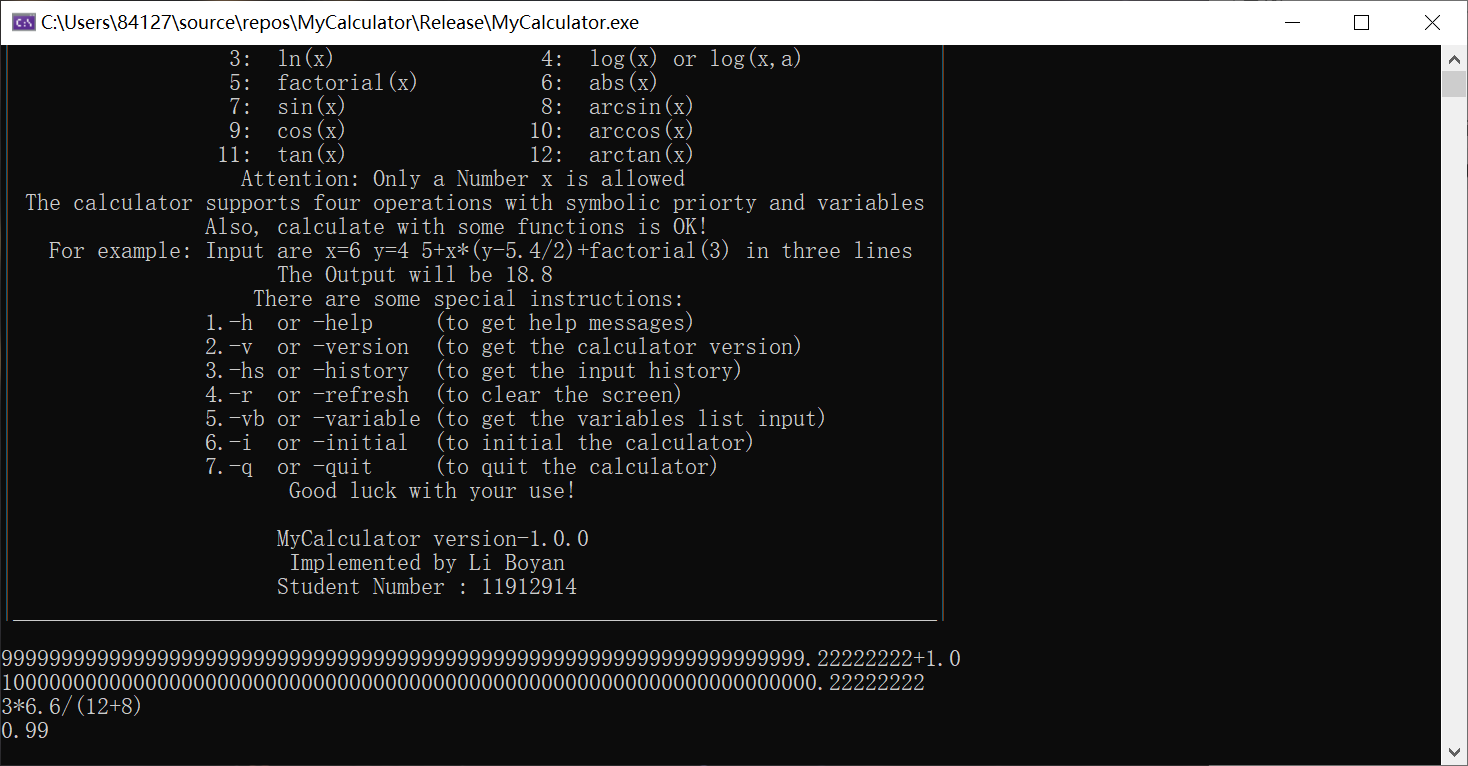 C:\Users\84127\source\repos\MyCalculator\Release\MyCalculator.exe
3: ln(x) 4: log(x) or log(x,a)
5: factorial(x) 6: abs(x)
7: sin(x) 8: arcsin(x)
9: cos(x) 10: arccos(x)
11: tan(x) 12: arctan(x)
Attention: Only a Number x is allowed
The calculator supports four operations with symbolic priorty and variables
Also, calculate with some functions is OK!
For example: Input are x=6 y=4 5+x*(y-5.4/2)+factorial(3) in three lines
The Output will be 18.8
There are some special instructions:
1.-h or -help (to get help messages)
2.-v or -version (to get the calculator version)
3.-hs or -history (to get the input history)
4.-r or -refresh (to clear the screen)
5.-vb or -variable (to get the variables list input)
6.-i or -initial (to initial the calculator)
7.-q or -quit (to quit the calculator)
Good luck with your use!
MyCalculator version-1.0.0
Implemented by Li Boyan
Student Number : 11912914
9999999999999999999999999999999999999999999999999999999999999999999.22222222+1.0
10000000000000000000000000000000000000000000000000000000000000000000.22222222
3*6.6/(12+8)
0.99